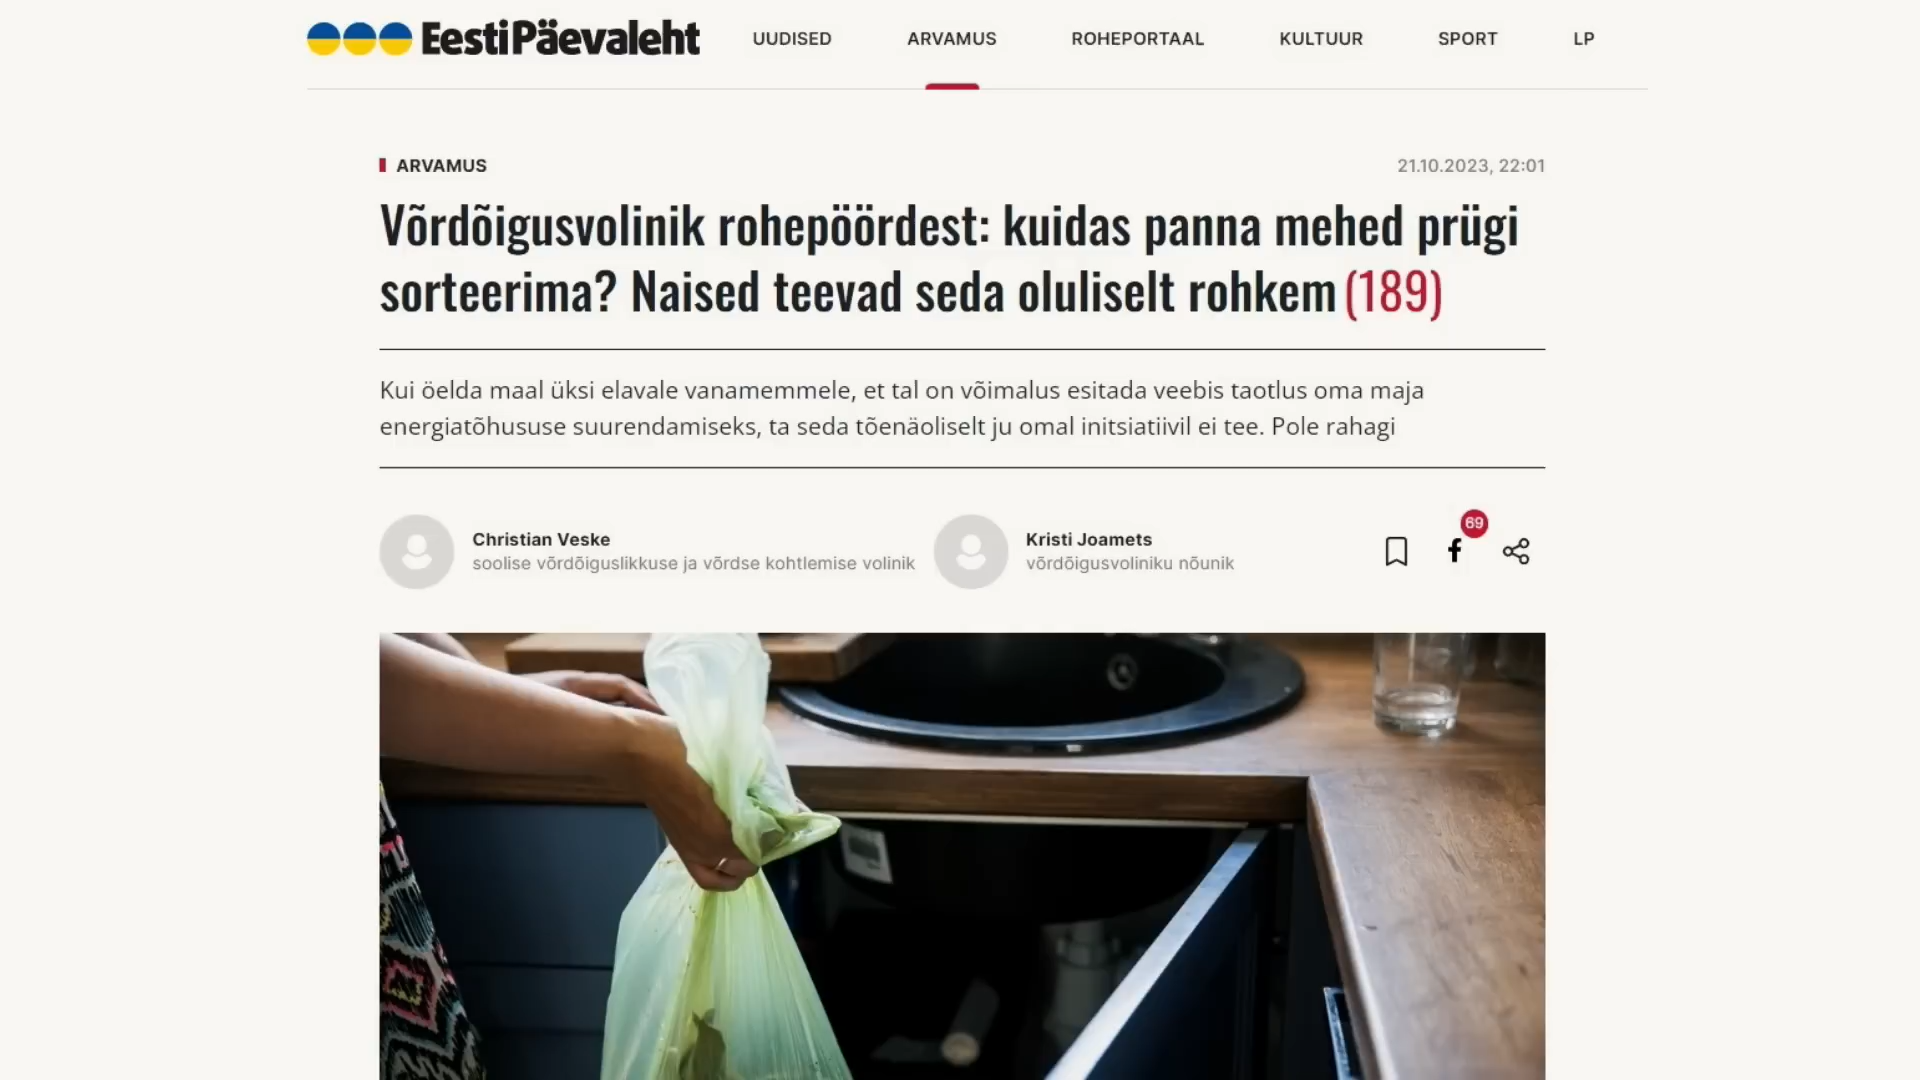 EestiPäevaleht UUDISED ARVAMUS ROHEPORTAAL KULTUUR SPORT LP
ARVAMUS 21.10.2023, 22:01
Võrdõigusvolinik rohepöördest: kuidas panna mehed prügi
sorteerima? Naised teevad seda oluliselt rohkem (189)
Kui öelda maal üksi elavale vanamemmele, et tal on võimalus esitada veebis taotlus oma maja
energiatõhususe suurendamiseks, ta seda tõenäoliselt ju omal initsiatiivil ei tee. Pole rahagi
69
Christian Veske Kristi Joamets
soolise võrdõiguslikkuse ja võrdse kohtlemise volinik võrdõigusvoliniku nõunik